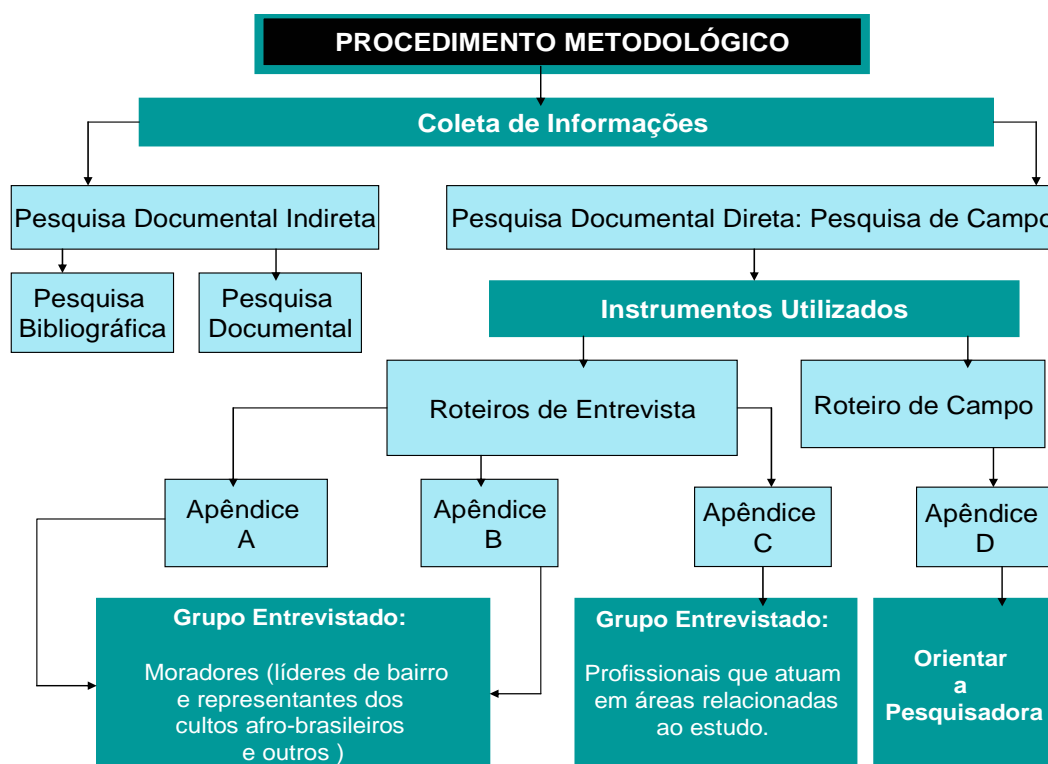 PROCEDIMENTO METODOLÓGICO
Coleta de Informações
Pesquisa Documental Indireta
Pesquisa Documental Direta: Pesquisa de Campo
Pesquisa
Bibliográfica
Pesquisa
Documental
Instrumentos Utilizados
Roteiros de Entrevista
Roteiro de Campo
Apêndice
A
Apêndice
B
Apêndice
C
Apêndice
D
Grupo Entrevistado:
Moradores (líderes de bairro
e representantes dos
cultos afro-brasileiros
e outros )
Grupo Entrevistado:
Profissionais que atuam
em áreas relacionadas
ao estudo.
Orientar
a
Pesquisadora